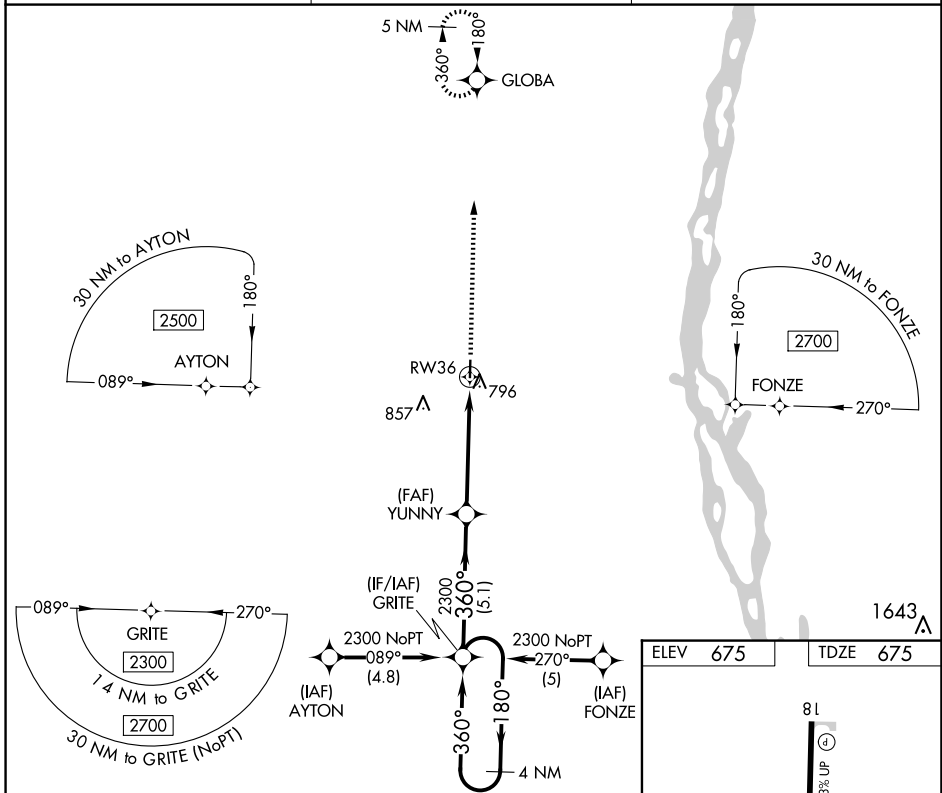 5 NM
180°
360°
GLOBA
30 NM to AYTON
180°
2500
AYTON
089°
30 NM to FONZE
180°
2700
FONZE
270°
RW36
796
857
(FAF)
YUNNY
(IF/IAF)
GRITE
2300
360°
(5.1)
089°
270°
GRITE
2300
14 NM to GRITE
2700
30 NM to GRITE (NoPT)
2300 NoPT
089°
(4.8)
(IAF)
AYTON
2300 NoPT
270°
(5)
(IAF)
FONZE
360°
180°
4 NM
1643
ELEV 675
TDZE 675
18
P
% UP